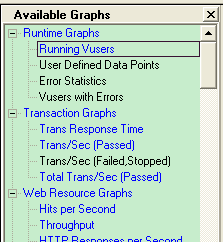 Available Graphs
Runtime Graphs
Running Vusers
User Defined Data Points
Error Statistics
Vusers with Errors
Transaction Graphs
Trans Response Time
Trans/Sec (Passed)
Trans/Sec (Failed,Stopped)
Total Trans/Sec (Passed)
Web Resource Graphs
Hits per Second
Throughput
HTTP Responses per Second